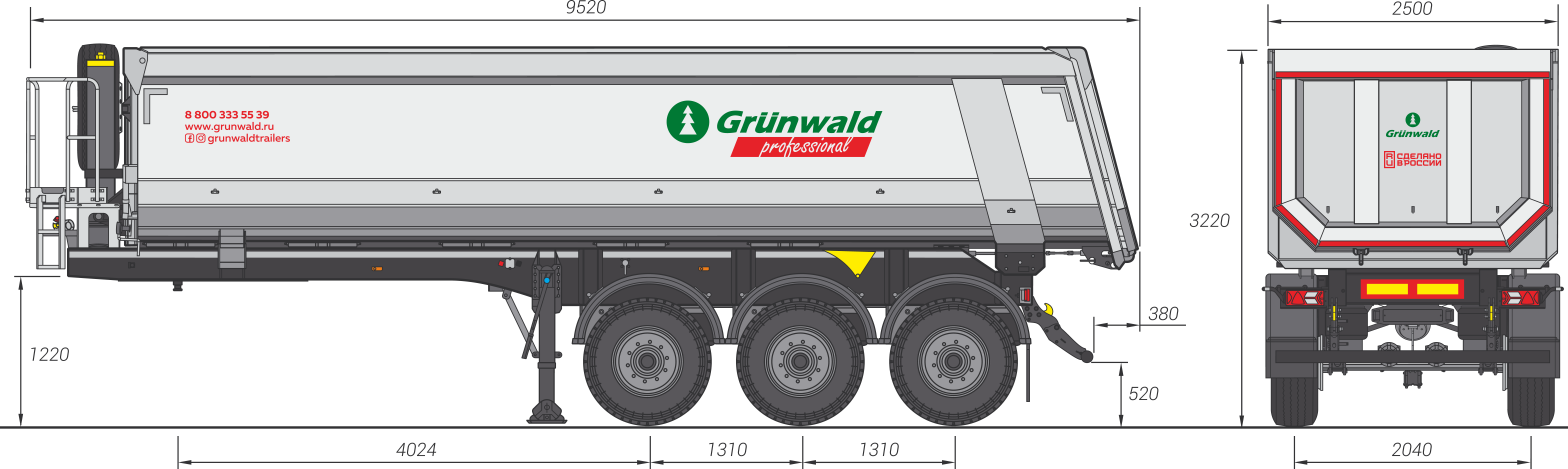 9520
2500
8 800 333 55 39
www.grunwald.ru
grunwaldtrailers
Grünwald
professional
Grünwald
СДЕЛАНО
В РОССИИ
3220
380
1220
520
4024
1310
1310
2040